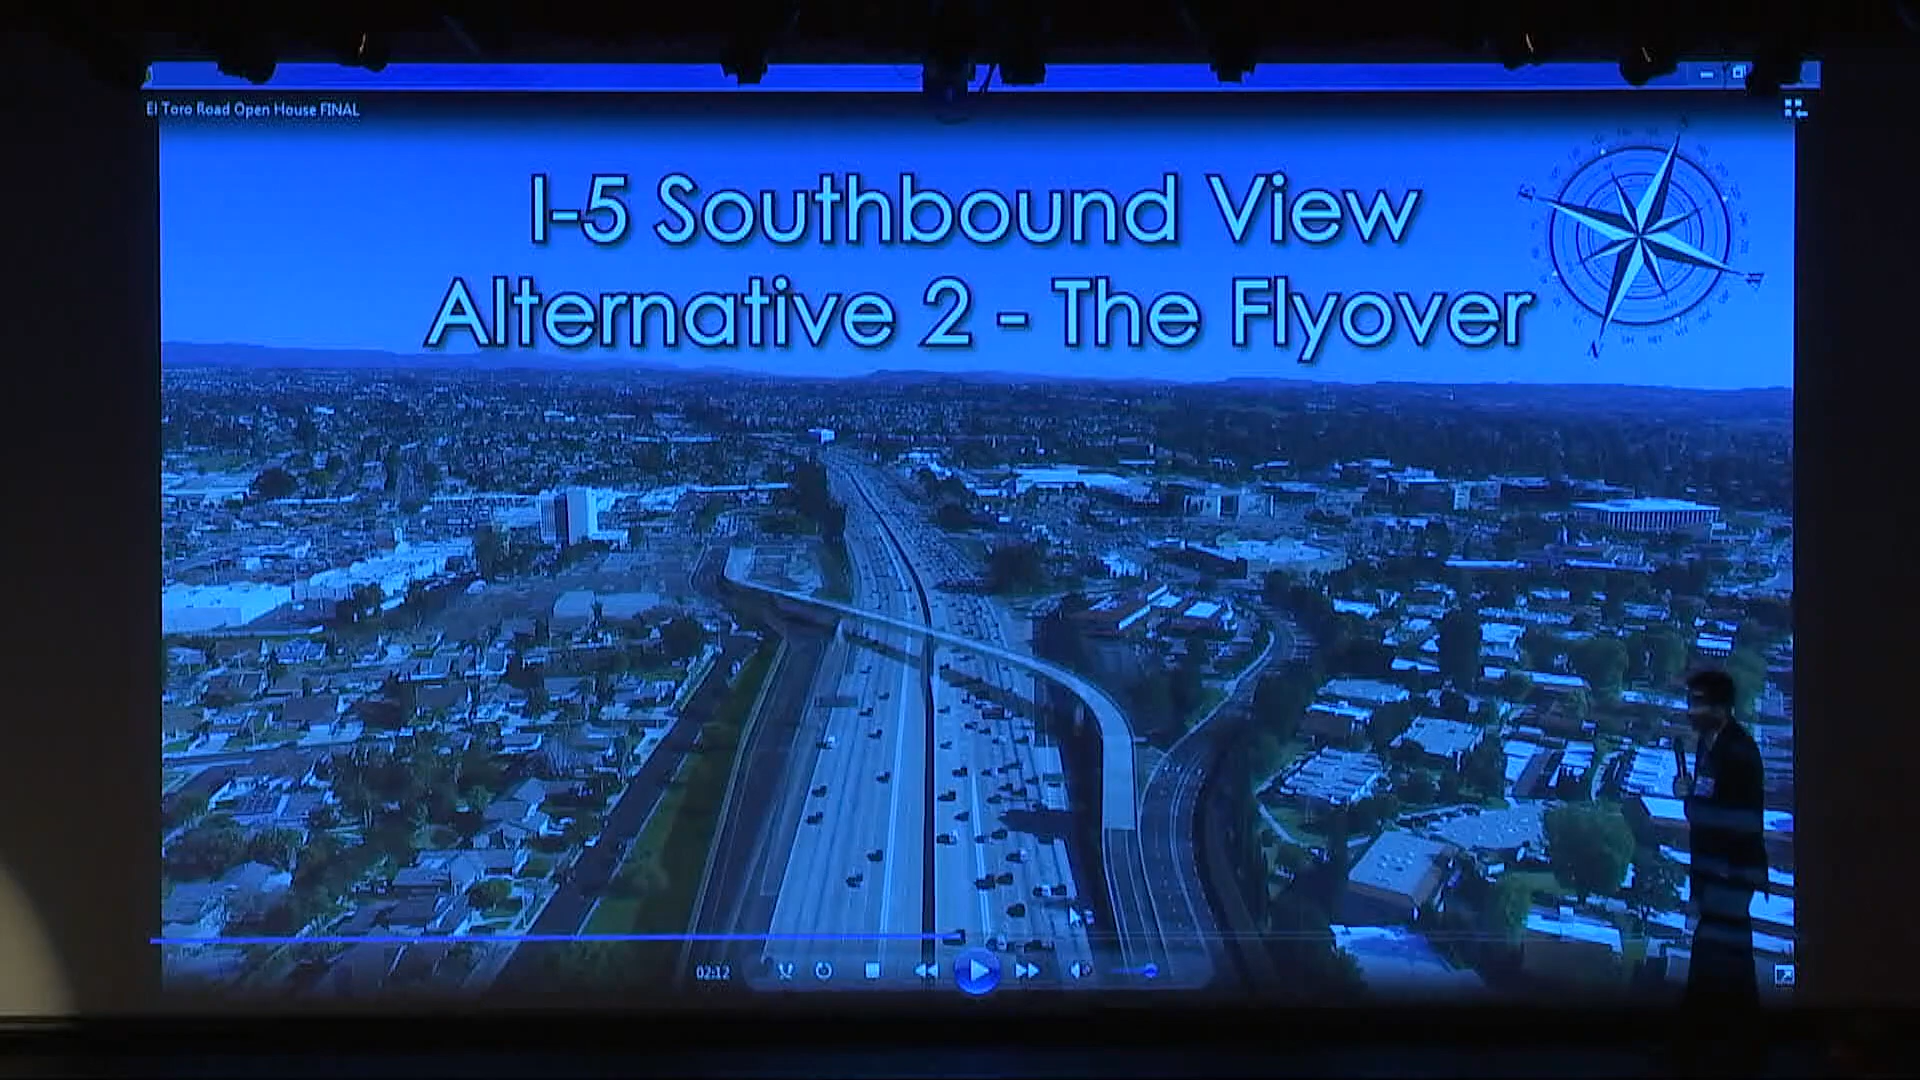 El Toro Road Open House FINAL
I-5 Southbound View
Alternative 2 - The Flyover
E
W
N
02:12